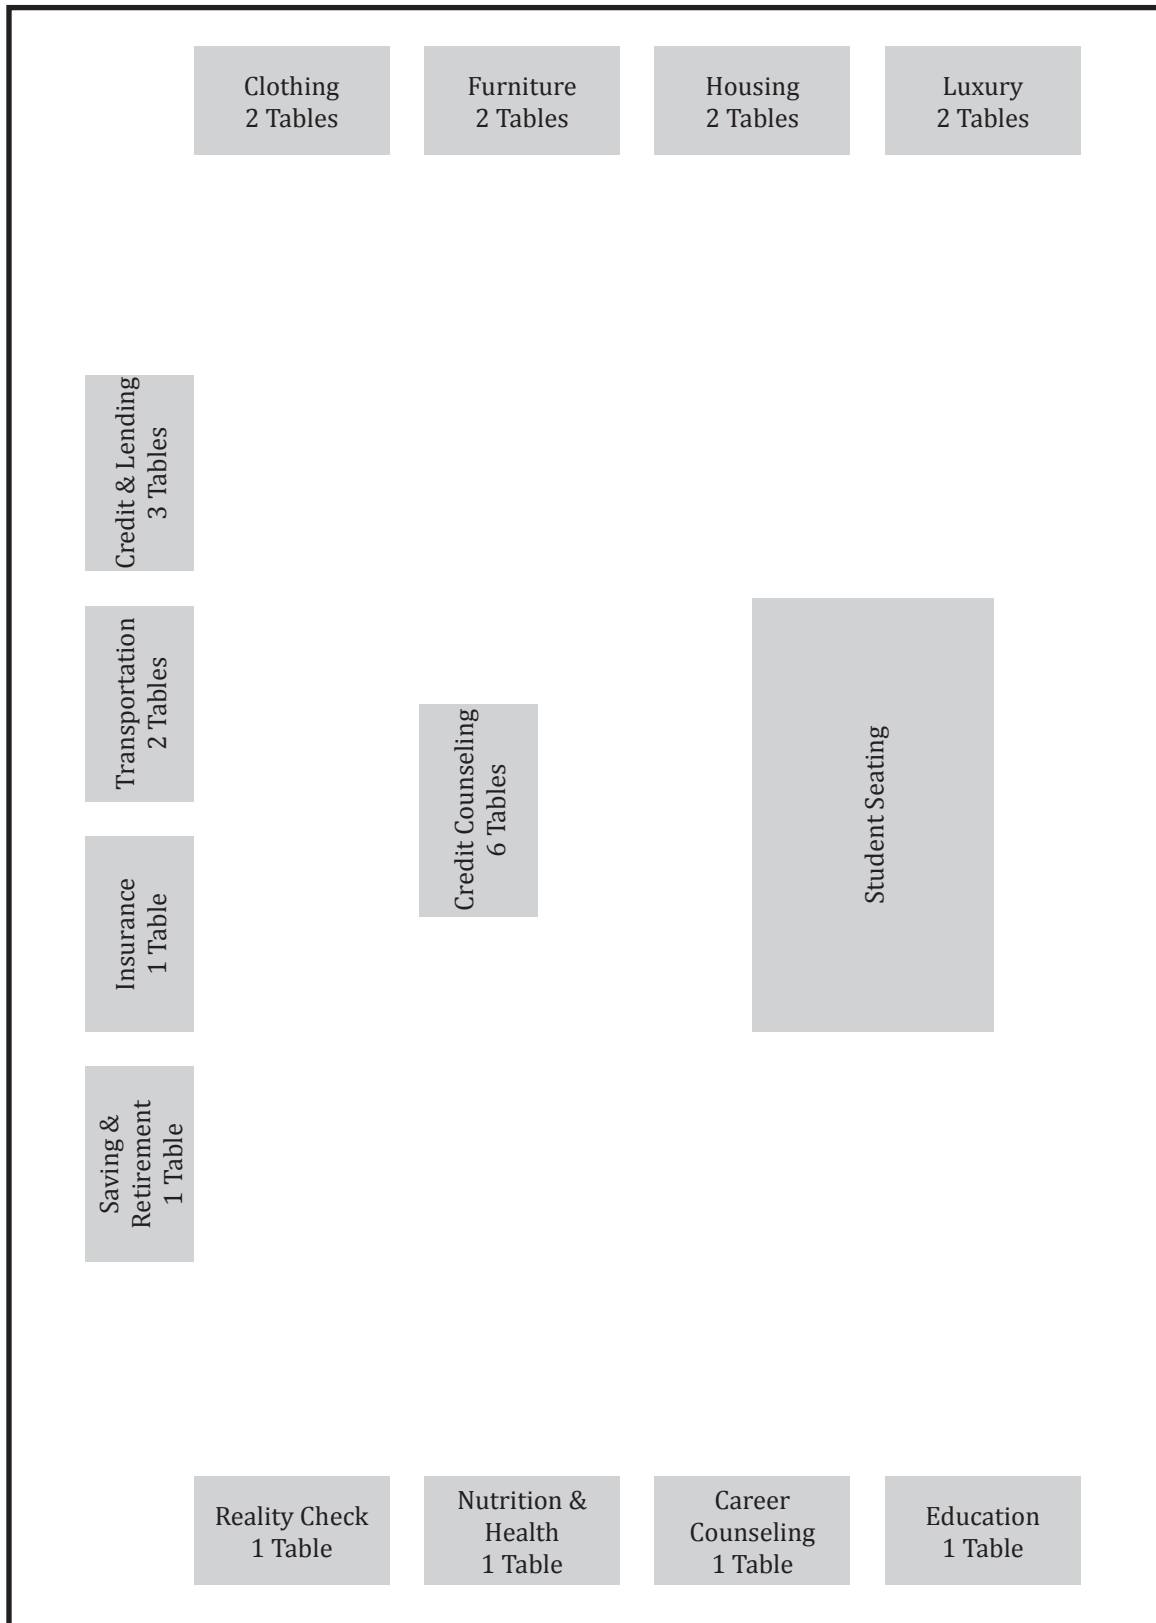 Clothing
2 Tables
Furniture
2 Tables
Housing
2 Tables
Luxury
2 Tables
Credit & Lending
3 Tables
Transportation
2 Tables
Credit Counseling
6 Tables
Student Seating
Insurance
1 Table
Saving &
Retirement
1 Table
Reality Check
1 Table
Nutrition &
Health
1 Table
Career
Counseling
1 Table
Education
1 Table